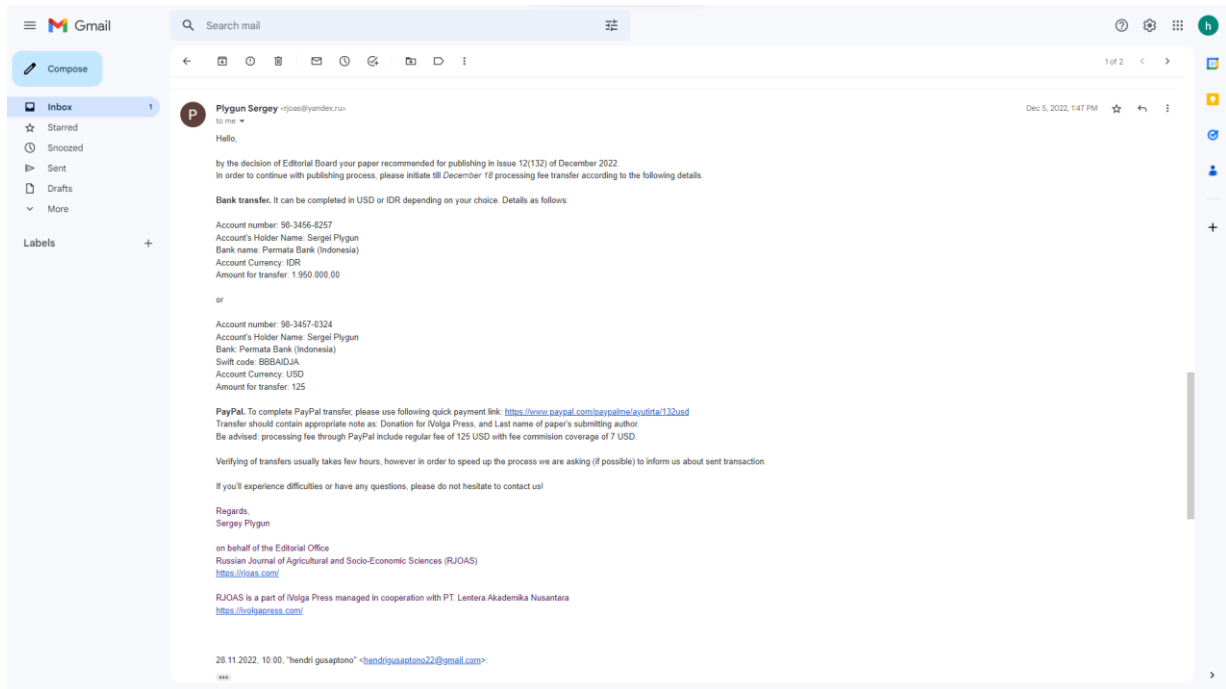 Gmail
Search mail
h
Compose
1 of 2
Inbox 1
Starred
Snoozed
Sent
Drafts
More
Labels
P
Plygun Sergey <rjoas@yandex.ru>
Dec 5, 2022, 1:47 PM
to me
Hello,
by the decision of Editorial Board your paper recommended for publishing in issue 12(132) of December 2022.
In order to continue with publishing process, please initiate till December 18 processing fee transfer according to the following details.
Bank transfer. It can be completed in USD or IDR depending on your choice. Details as follows:
Account number: 98-3456-8257
Account's Holder Name: Sergei Plygun
Bank name: Permata Bank (Indonesia)
Account Currency: IDR
Amount for transfer: 1.950.000,00
or
Account number: 98-3457-0324
Account's Holder Name: Sergei Plygun
Bank: Permata Bank (Indonesia)
Swift code: BBBAIDJA
Account Currency: USD
Amount for transfer: 125
PayPal. To complete PayPal transfer, please use following quick payment link: https://www.paypal.com/paypalme/ayutirta/132usd
Transfer should contain appropriate note as: Donation for iVolga Press, and Last name of paper's submitting author.
Be advised: processing fee through PayPal include regular fee of 125 USD with fee commision coverage of 7 USD.
Verifying of transfers usually takes few hours, however in order to speed up the process we are asking (if possible) to inform us about sent transaction.
If you'll experience difficulties or have any questions, please do not hesitate to contact us!
Regards,
Sergey Plygun
on behalf of the Editorial Office
Russian Journal of Agricultural and Socio-Economic Sciences (RJOAS)
https://rjoas.com/
RJOAS is a part of iVolga Press managed in cooperation with PT. Lentera Akademika Nusantara
https://ivolgapress.com/
28.11.2022, 10:00, "hendri gusaptono" <hendrigusaptono22@gmail.com>: